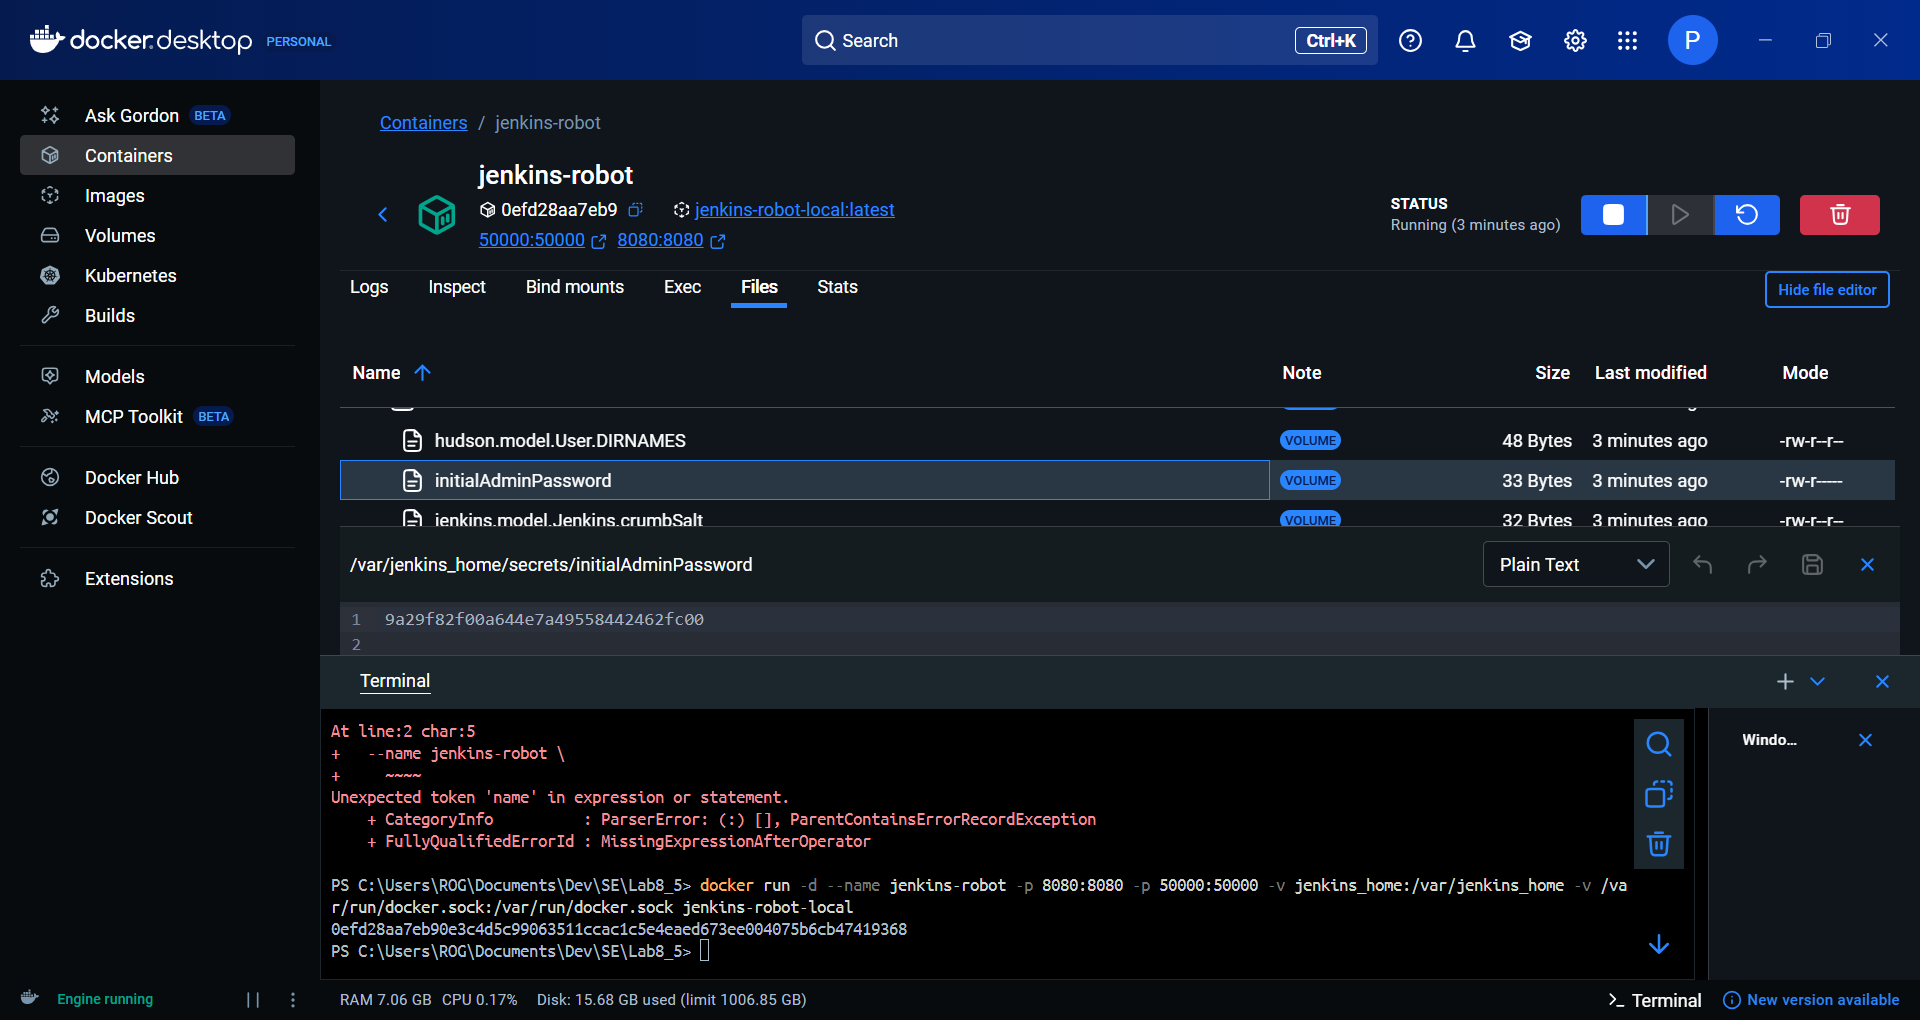 docker.desktop PERSONAL
Search Ctrl+K
P
Ask Gordon BETA
Containers
Images
Volumes
Kubernetes
Builds
Models
MCP Toolkit BETA
Docker Hub
Docker Scout
Extensions
Containers / jenkins-robot
jenkins-robot
0efd28aa7eb9 jenkins-robot-local:latest
50000:50000 8080:8080
STATUS
Running (3 minutes ago)
Logs Inspect Bind mounts Exec Files Stats
Hide file editor
Name Note Size Last modified Mode
hudson.model.User.DIRNAMES VOLUME 48 Bytes 3 minutes ago -rw-r--r--
initialAdminPassword VOLUME 33 Bytes 3 minutes ago -rw-r-----
jenkins.model.Jenkins.crumbSalt VOLUME 32 Bytes 3 minutes ago -rw-r--r--
/var/jenkins_home/secrets/initialAdminPassword Plain Text
1 9a29f82f00a644e7a49558442462fc00
2
Terminal
At line:2 char:5
+   --name jenkins-robot \
+     ~~~~
Unexpected token 'name' in expression or statement.
    + CategoryInfo          : ParserError: (:) [], ParentContainsErrorRecordException
    + FullyQualifiedErrorId : MissingExpressionAfterOperator
PS C:\Users\ROG\Documents\Dev\SE\Lab8_5> docker run -d --name jenkins-robot -p 8080:8080 -p 50000:50000 -v jenkins_home:/var/jenkins_home -v /va
r/run/docker.sock:/var/run/docker.sock jenkins-robot-local
0efd28aa7eb90e3c4d5c99063511ccac1c5e4eaed673ee004075b6cb47419368
PS C:\Users\ROG\Documents\Dev\SE\Lab8_5>
Windo...
Engine running
RAM 7.06 GB CPU 0.17% Disk: 15.68 GB used (limit 1006.85 GB)
Terminal
New version available